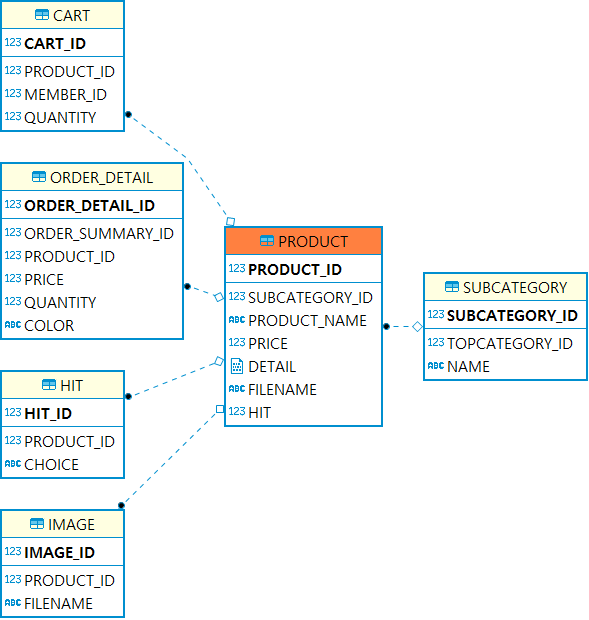 CART
123 CART_ID
123 PRODUCT_ID
123 MEMBER_ID
123 QUANTITY
ORDER_DETAIL
123 ORDER_DETAIL_ID
123 ORDER_SUMMARY_ID
123 PRODUCT_ID
123 PRICE
123 QUANTITY
ABC COLOR
HIT
123 HIT_ID
123 PRODUCT_ID
ABC CHOICE
IMAGE
123 IMAGE_ID
123 PRODUCT_ID
ABC FILENAME
PRODUCT
123 PRODUCT_ID
123 SUBCATEGORY_ID
ABC PRODUCT_NAME
123 PRICE
DETAIL
ABC FILENAME
123 HIT
SUBCATEGORY
123 SUBCATEGORY_ID
123 TOPCATEGORY_ID
ABC NAME